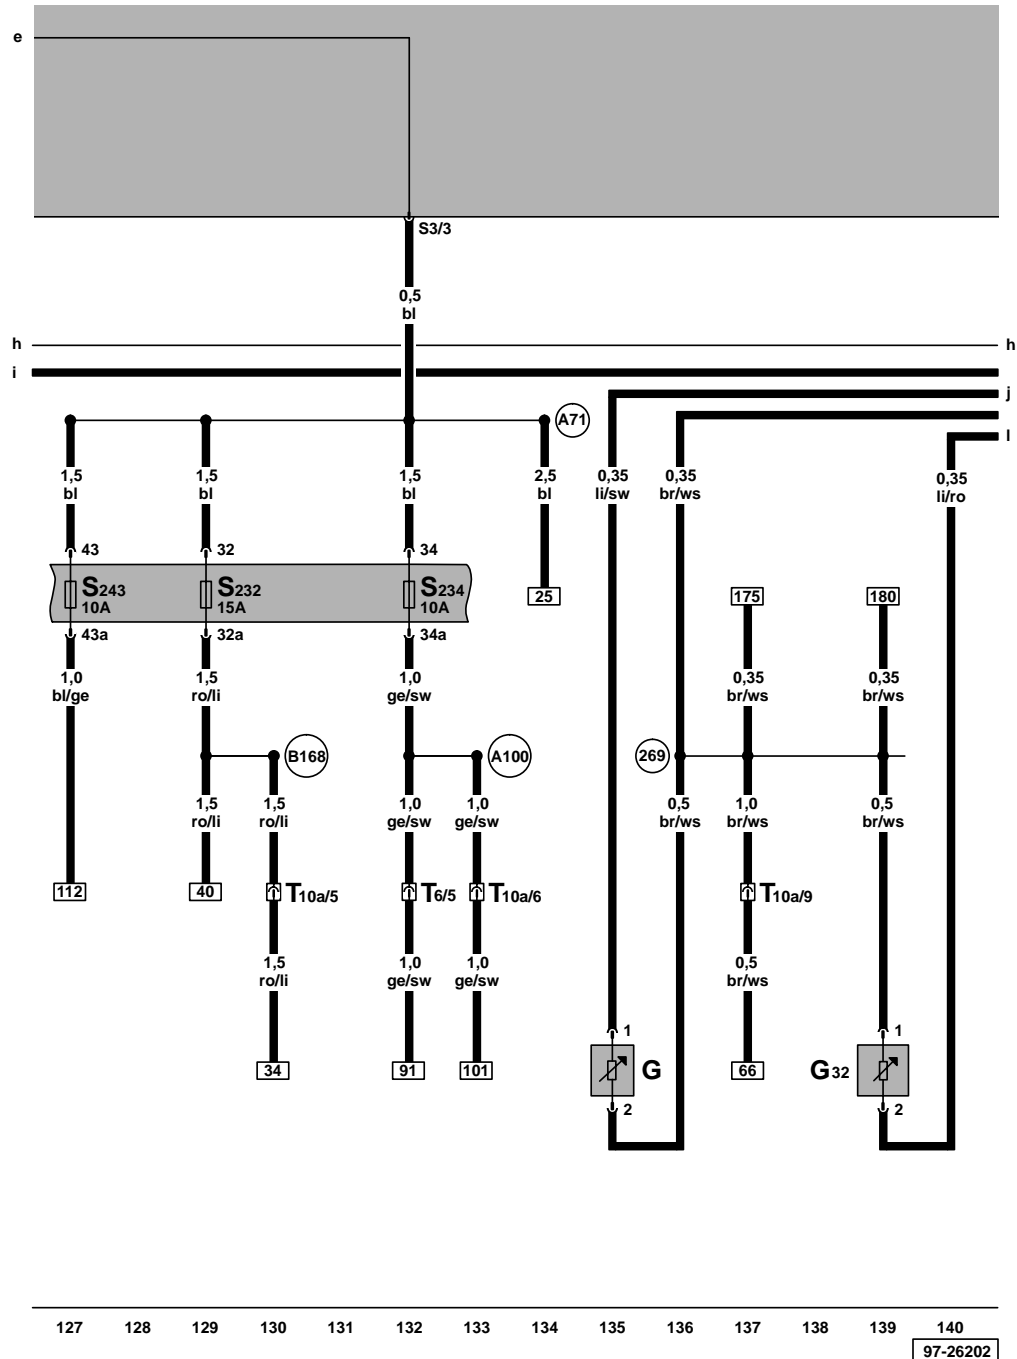 e
S3/3
0,5
bl
h h
i
j
l
A71
1,5 1,5 1,5 2,5 0,35 0,35 0,35
bl bl bl bl li/sw br/ws li/ro
43 32 34
S243 S232 S234
10A 15A 10A
25 175 180
43a 32a 34a
1,0 1,5 1,0 0,35 0,35
bl/ge ro/li ge/sw br/ws br/ws
B168 A100 269
1,5 1,5 1,0 1,0 0,5 1,0 0,5
ro/li ro/li ge/sw ge/sw br/ws br/ws br/ws
112 40 T10a/5 T6/5 T10a/6 T10a/9
1,5 1,0 1,0 0,5
ro/li ge/sw ge/sw br/ws
1 1
34 91 101 G 66 G32
2 2
127 128 129 130 131 132 133 134 135 136 137 138 139 140
97-26202